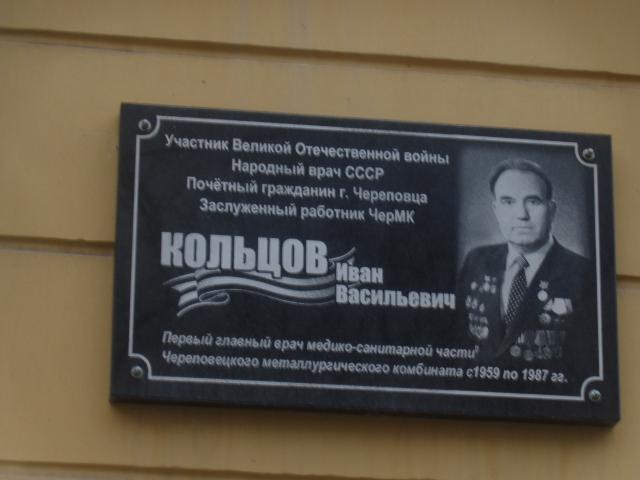 Участник Великой Отечественной войны
Народный врач СССР
Почётный гражданин г. Череповца
Заслуженный работник ЧерМК
КОЛЬЦОВ
Иван
Васильевич
Первый главный врач медико-санитарной части
Череповецкого металлургического комбината с1959 по 1987 гг.